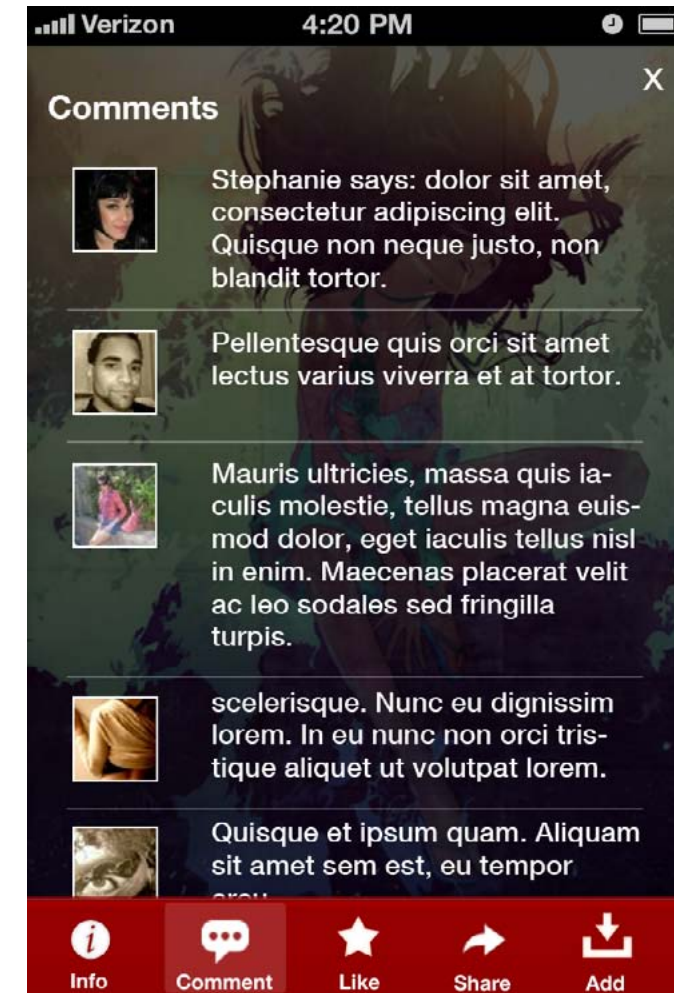 Verizon 4:20 PM
X
Comments
Stephanie says: dolor sit amet,
consectetur adipiscing elit.
Quisque non neque justo, non
blandit tortor.
Pellentesque quis orci sit amet
lectus varius viverra et at tortor.
Mauris ultricies, massa quis ia-
culis molestie, tellus magna euis-
mod dolor, eget iaculis tellus nisl
in enim. Maecenas placerat velit
ac leo sodales sed fringilla
turpis.
scelerisque. Nunc eu dignissim
lorem. In eu nunc non orci tris-
tique aliquet ut volutpat lorem.
Quisque et ipsum quam. Aliquam
sit amet sem est, eu tempor
Info Comment Like Share Add